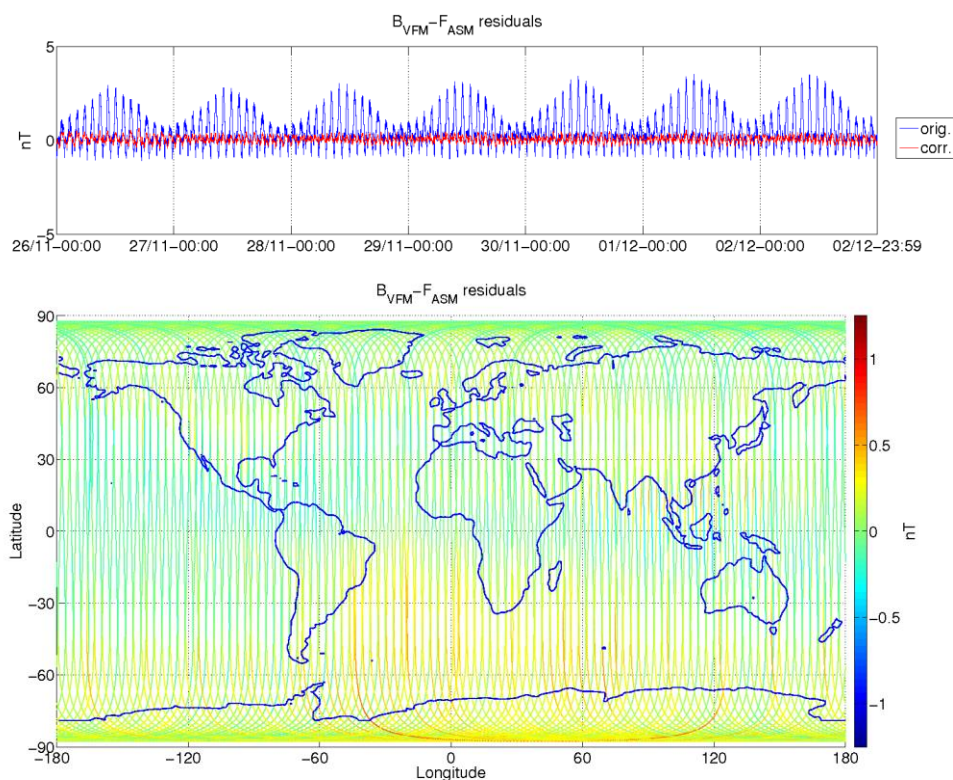 B_VFM−F_ASM residuals
5
0
−5
nT
26/11−00:00 27/11−00:00 28/11−00:00 29/11−00:00 30/11−00:00 01/12−00:00 02/12−00:00 02/12−23:59
orig.
corr.
B_VFM−F_ASM residuals
90
60
30
0
−30
−60
−90
Latitude
−180 −120 −60 0 60 120 180
Longitude
1
0.5
0
−0.5
−1
nT